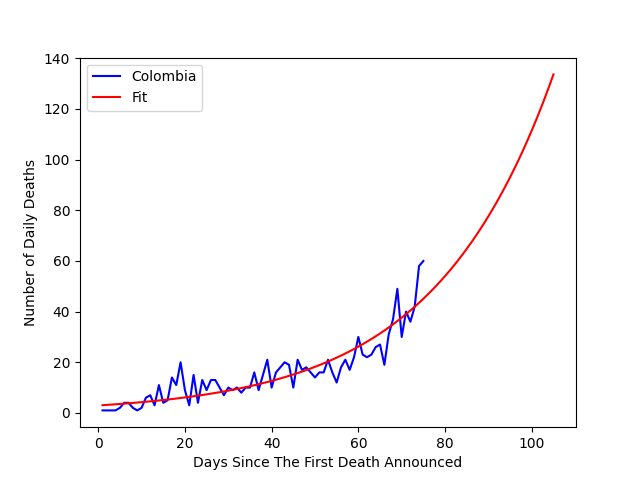 Colombia
Fit
Number of Daily Deaths
140
120
100
80
60
40
20
0
0 20 40 60 80 100
Days Since The First Death Announced